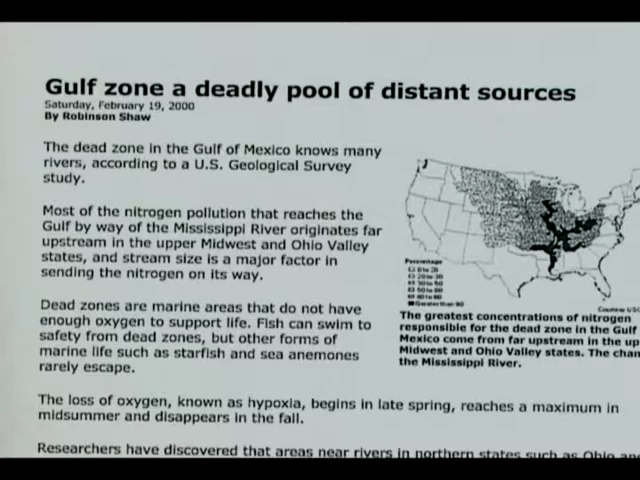 Gulf zone a deadly pool of distant sources
Saturday, February 19, 2000
By Robinson Shaw
The dead zone in the Gulf of Mexico knows many
rivers, according to a U.S. Geological Survey
study.
Most of the nitrogen pollution that reaches the
Gulf by way of the Mississippi River originates far
upstream in the upper Midwest and Ohio Valley
states, and stream size is a major factor in
sending the nitrogen on its way.
Dead zones are marine areas that do not have
enough oxygen to support life. Fish can swim to
safety from dead zones, but other forms of
marine life such as starfish and sea anemones
rarely escape.
Percentage
Courtesy
The greatest concentrations of nitrogen
responsible for the dead zone in the Gulf
Mexico come from far upstream in the up
Midwest and Ohio Valley states. The chan
the Mississippi River.
The loss of oxygen, known as hypoxia, begins in late spring, reaches a maximum in
midsummer and disappears in the fall.
Researchers have discovered that areas near rivers in northern states such as Ohio and